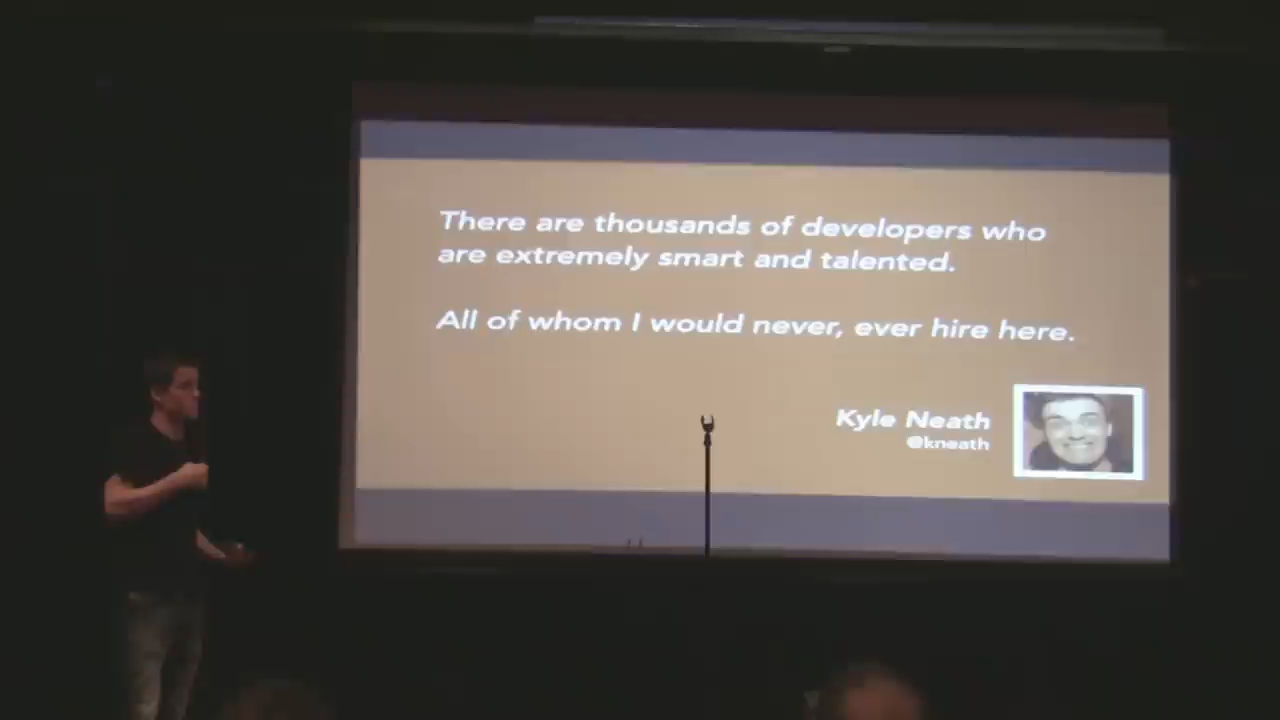 There are thousands of developers who
are extremely smart and talented.
All of whom I would never, ever hire here.
Kyle Neath
@kneath